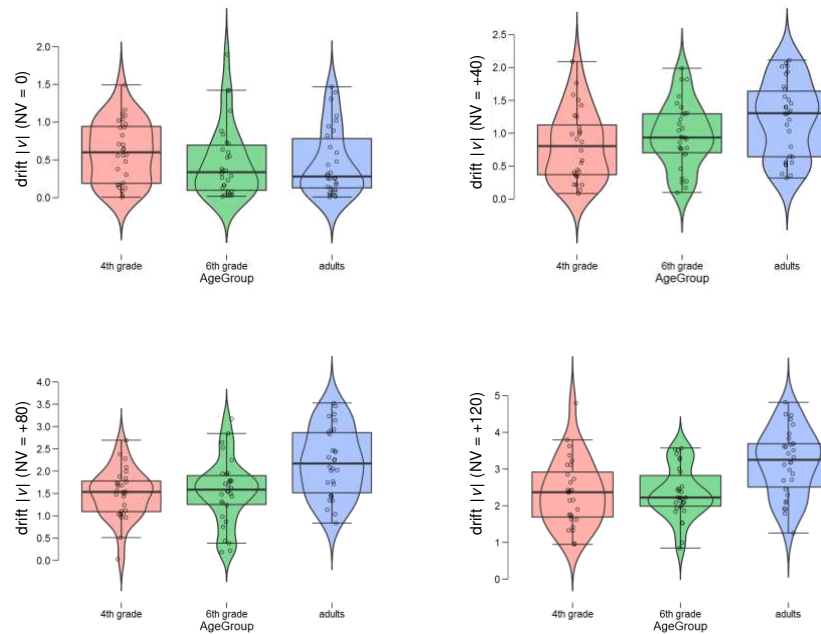 drift |v| (NV = 0)
2.0
1.5
1.0
0.5
0.0
4th grade 6th grade adults
AgeGroup
drift |v| (NV = +40)
2.5
2.0
1.5
1.0
0.5
0.0
4th grade 6th grade adults
AgeGroup
drift |v| (NV = +80)
4.0
3.5
3.0
2.5
2.0
1.5
1.0
0.5
0.0
4th grade 6th grade adults
AgeGroup
drift |v| (NV = +120)
5
4
3
2
1
0
4th grade 6th grade adults
AgeGroup